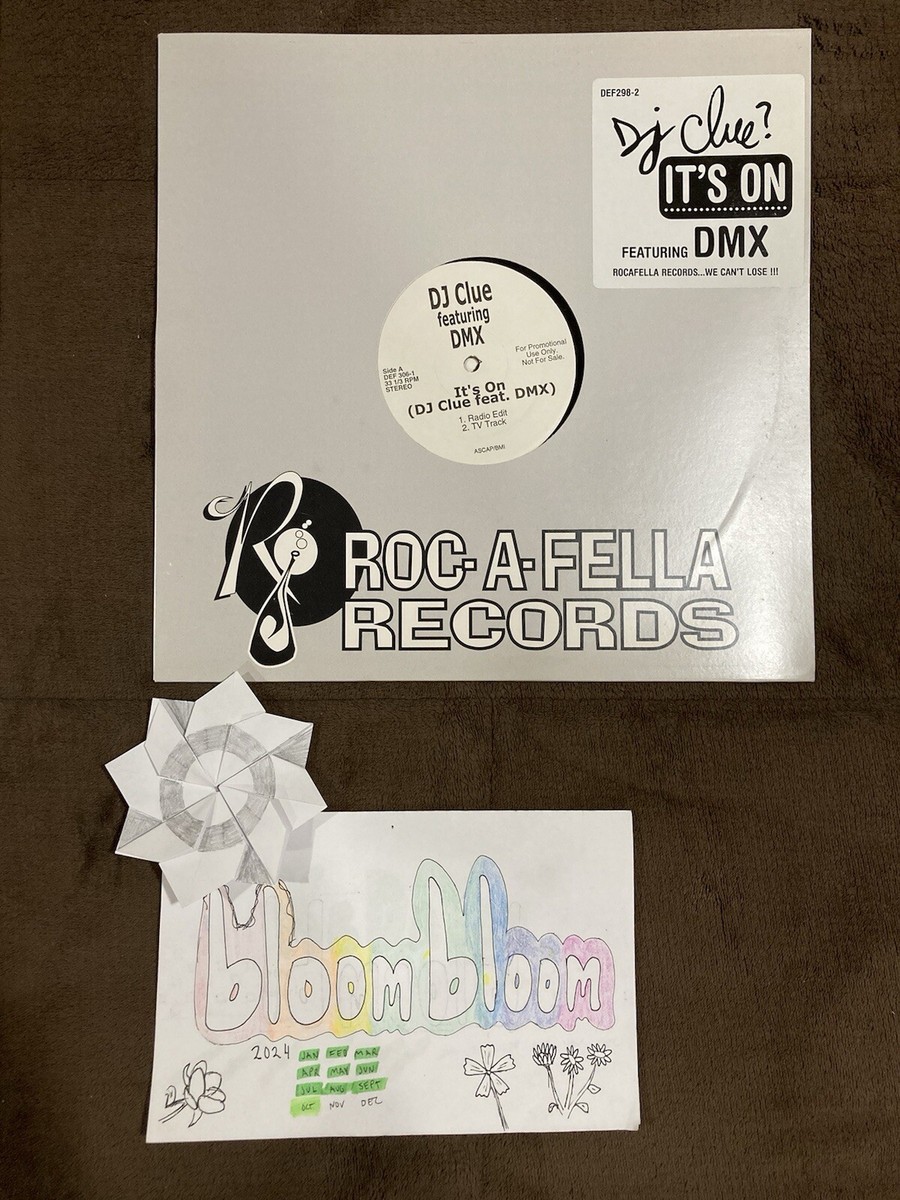 DEF298-2
Dj Clue?
IT'S ON
FEATURING DMX
ROCAFELLA RECORDS...WE CAN'T LOSE !!!
DJ Clue
featuring
DMX
Side A
DEF 306-1
33 1/3 RPM
STEREO
For Promotional
Use Only.
Not For Sale.
It's On
(DJ Clue feat. DMX)
1. Radio Edit
2. TV Track
ASCAP/BMI
R
ROC-A-FELLA
RECORDS
bloombloom
2024 JAN FEB MAR
APR MAY JUN
JUL AUG SEPT
OCT NOV DEC